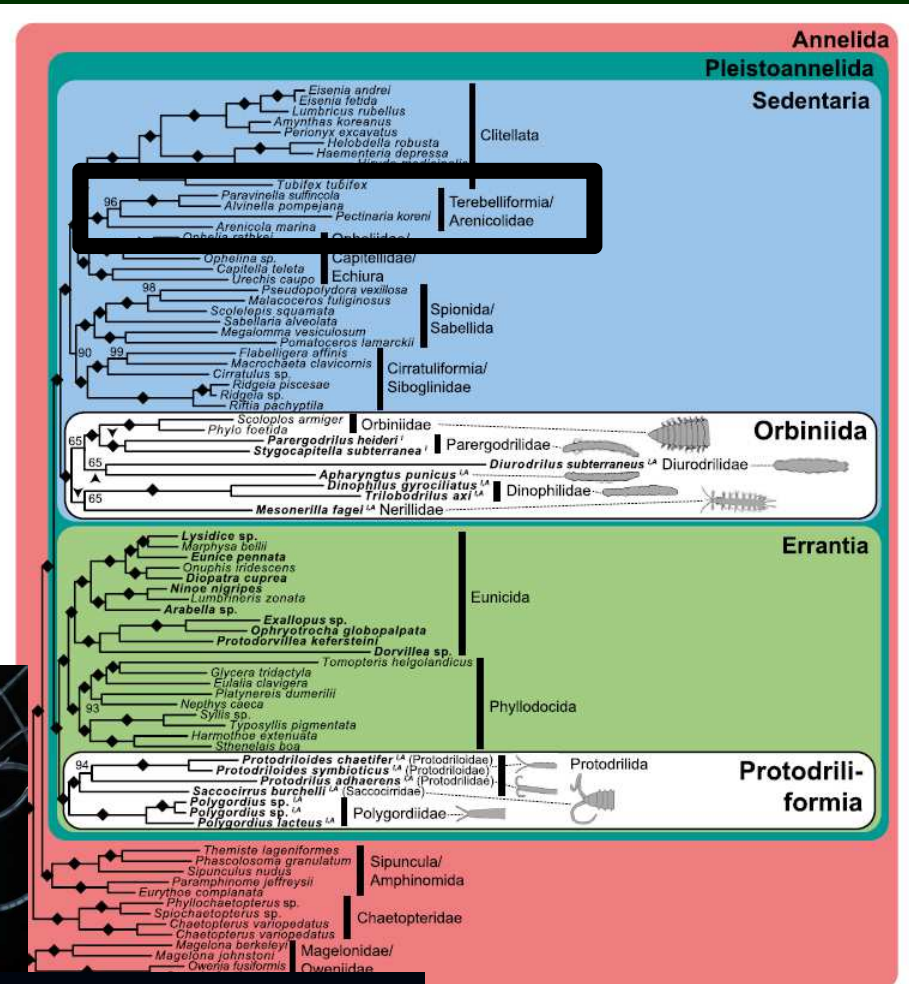 Annelida
Pleistoannelida
Sedentaria
Eisenia andrei
Eisenia fetida
Lumbricus rubellus
Amynthas koreanus
Perionyx excavatus
Clitellata
Helobdella robusta
Haementeria depressa
Tubifex tubifex
96
Paravinella sulfincola
Alvinella pompejana
Pectinaria koreni
Arenicola marina
Terebelliformia/
Arenicolidae
Ophelina sp.
Capitella teleta
Urechis caupo
Capitellidae/
Echiura
98
Pseudopolydora vexillosa
Malacoceros fuliginosus
Scolelepis squamata
Sabellaria alveolata
Megalomma vesiculosum
Pomatoceros lamarckii
Spionida/
Sabellida
90
99
Flabelligera affinis
Macrochaeta clavicornis
Cirratulus sp.
Ridgeia piscesae
Ridgeia sp.
Riftia pachyptila
Cirratuliformia/
Siboglinidae
Orbiniida
Scoloplos armiger
Phylo foetida
Orbiniidae
65
Parergodrilus heideri I
Stygocapitella subterranea I
Parergodrilidae
65
Diurodrilus subterraneus I,A Diurodrilidae
Apharyngtus punicus I,A
Dinophilus gyrociliatus I,A
Trilobodrilus axi I,A
Dinophilidae
65
Mesonerilla fagei I,A Nerillidae
Errantia
Lysidice sp.
Marphysa bellii
Eunice pennata
Onuphis iridescens
Diopatra cuprea
Ninoe nigripes
Lumbrineris zonata
Arabella sp.
Exallopus sp.
Ophryotrocha globopalpata
Protodorvillea kefersteini
Dorvillea sp.
Eunicida
Tomopteris helgolandicus
Glycera tridactyla
Eulalia clavigera
Platynereis dumerilii
93
Nepthys caeca
Syllis sp.
Typosyllis pigmentata
Harmothoe extenuata
Sthenelais boa
Phyllodocida
Protodrili-
formia
94
Protodriloides chaetifer I,A (Protodriloidae)
Protodriloides symbioticus I,A (Protodriloidae)
Protodrilus adhaerens I,A (Protodrilidae)
Protodrilida
Saccocirrus burchelli I,A (Saccocirridae)
Polygordius sp. I,A
Polygordius sp. I,A
Polygordius lacteus I,A
Polygordiidae
Themiste lageniformes
Phascolosoma granulatum
Sipunculus nudus
Paramphinome jeffreysii
Eurythoe complanata
Sipuncula/
Amphinomida
Phyllochaetopterus sp.
Spiochaetopterus sp.
Chaetopterus variopedatus
Chaetopterus variopedatus
Chaetopteridae
Magelona berkeleyi
Magelona johnstoni
Owenia fusiformis
Magelonidae/
Oweniidae